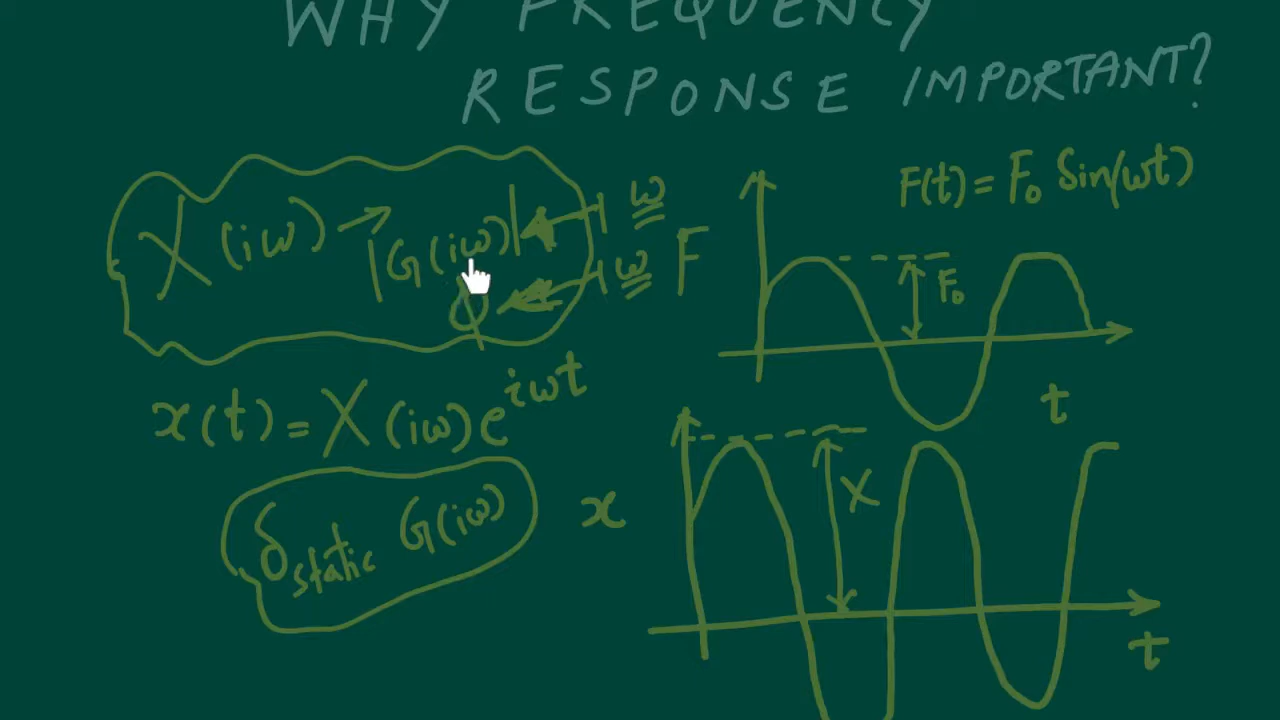 WHY FREQUENCY
RESPONSE IMPORTANT?
F(t) = F₀ Sin(ωt)
X(iω) → |G(iω)| ← ω
ϕ ← ω
F
F₀
t
x(t) = X(iω) e^{iωt}
δ_static G(iω)
x
X
t